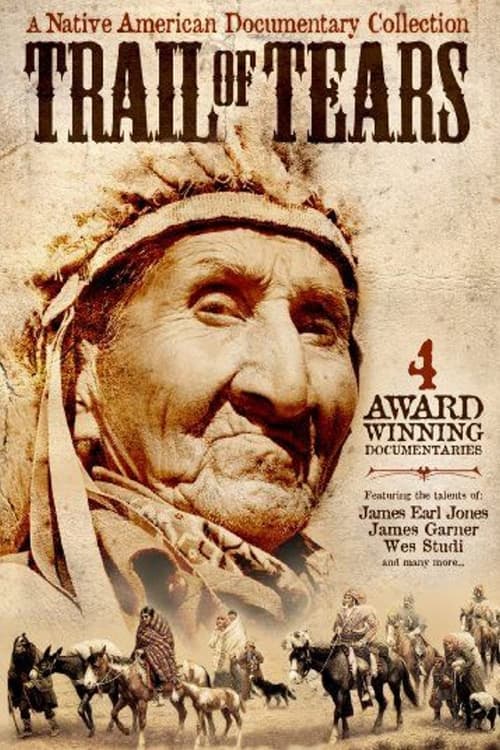 A Native American Documentary Collection
TRAIL OF TEARS
4
AWARD
WINNING
DOCUMENTARIES
Featuring the talents of:
James Earl Jones
James Garner
Wes Studi
and many more...